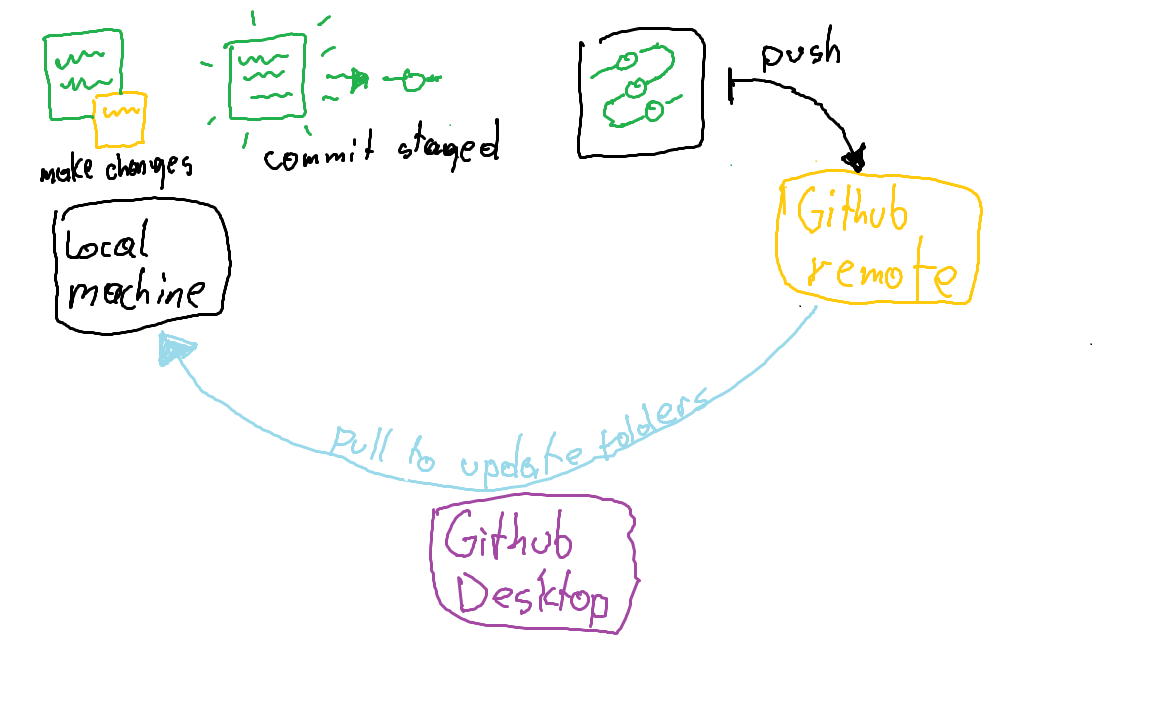 push
make changes
commit staged
Local
machine
Github
remote
Pull to update folders
Github
Desktop